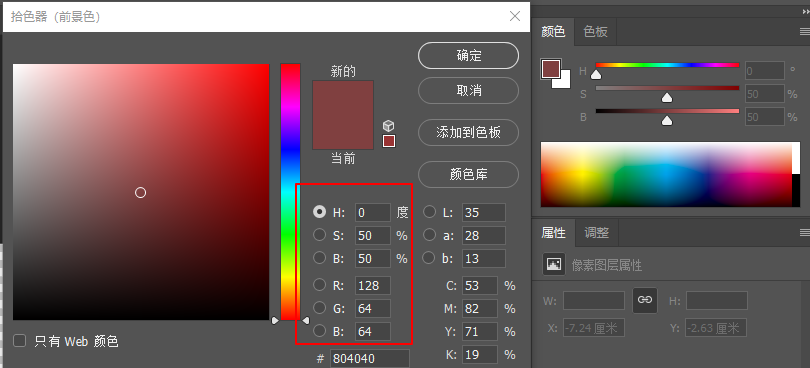 拾色器（前景色）
新的
当前
确定
取消
添加到色板
颜色库
H: 0 度
S: 50 %
B: 50 %
R: 128
G: 64
B: 64
# 804040
L: 35
a: 28
b: 13
C: 53 %
M: 82 %
Y: 71 %
K: 19 %
只有 Web 颜色
颜色 色板
H 0 °
S 50 %
B 50 %
属性 调整
像素图层属性
W: H:
X: -7.24 厘米 Y: -2.63 厘米